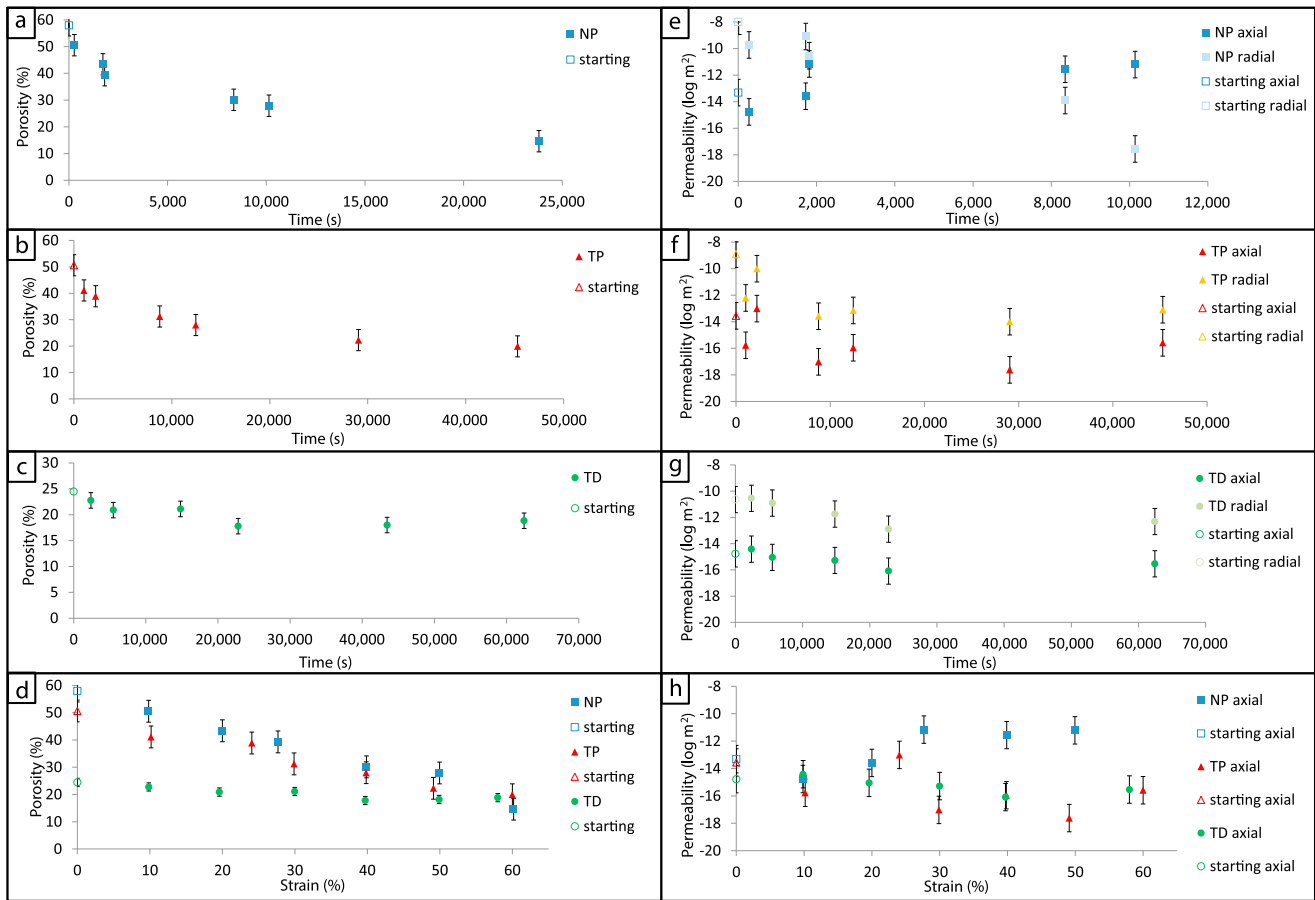 a
60
50
40
30
20
10
0
Porosity (%)
0 5,000 10,000 15,000 20,000 25,000
Time (s)
NP
starting
b
60
50
40
30
20
10
0
Porosity (%)
0 10,000 20,000 30,000 40,000 50,000
Time (s)
TP
starting
c
30
25
20
15
10
5
0
Porosity (%)
0 10,000 20,000 30,000 40,000 50,000 60,000 70,000
Time (s)
TD
starting
d
60
50
40
30
20
10
0
Porosity (%)
0 10 20 30 40 50 60
Strain (%)
NP
starting
TP
starting
TD
starting
e
-8
-10
-12
-14
-16
-18
-20
Permeability (log m²)
0 2,000 4,000 6,000 8,000 10,000 12,000
Time (s)
NP axial
NP radial
starting axial
starting radial
f
-8
-10
-12
-14
-16
-18
-20
Permeability (log m²)
0 10,000 20,000 30,000 40,000 50,000
Time (s)
TP axial
TP radial
starting axial
starting radial
g
-8
-10
-12
-14
-16
-18
-20
Permeability (log m²)
0 10,000 20,000 30,000 40,000 50,000 60,000 70,000
Time (s)
TD axial
TD radial
starting axial
starting radial
h
-8
-10
-12
-14
-16
-18
-20
Permeability (log m²)
0 10 20 30 40 50 60
Strain (%)
NP axial
starting axial
TP axial
starting axial
TD axial
starting axial